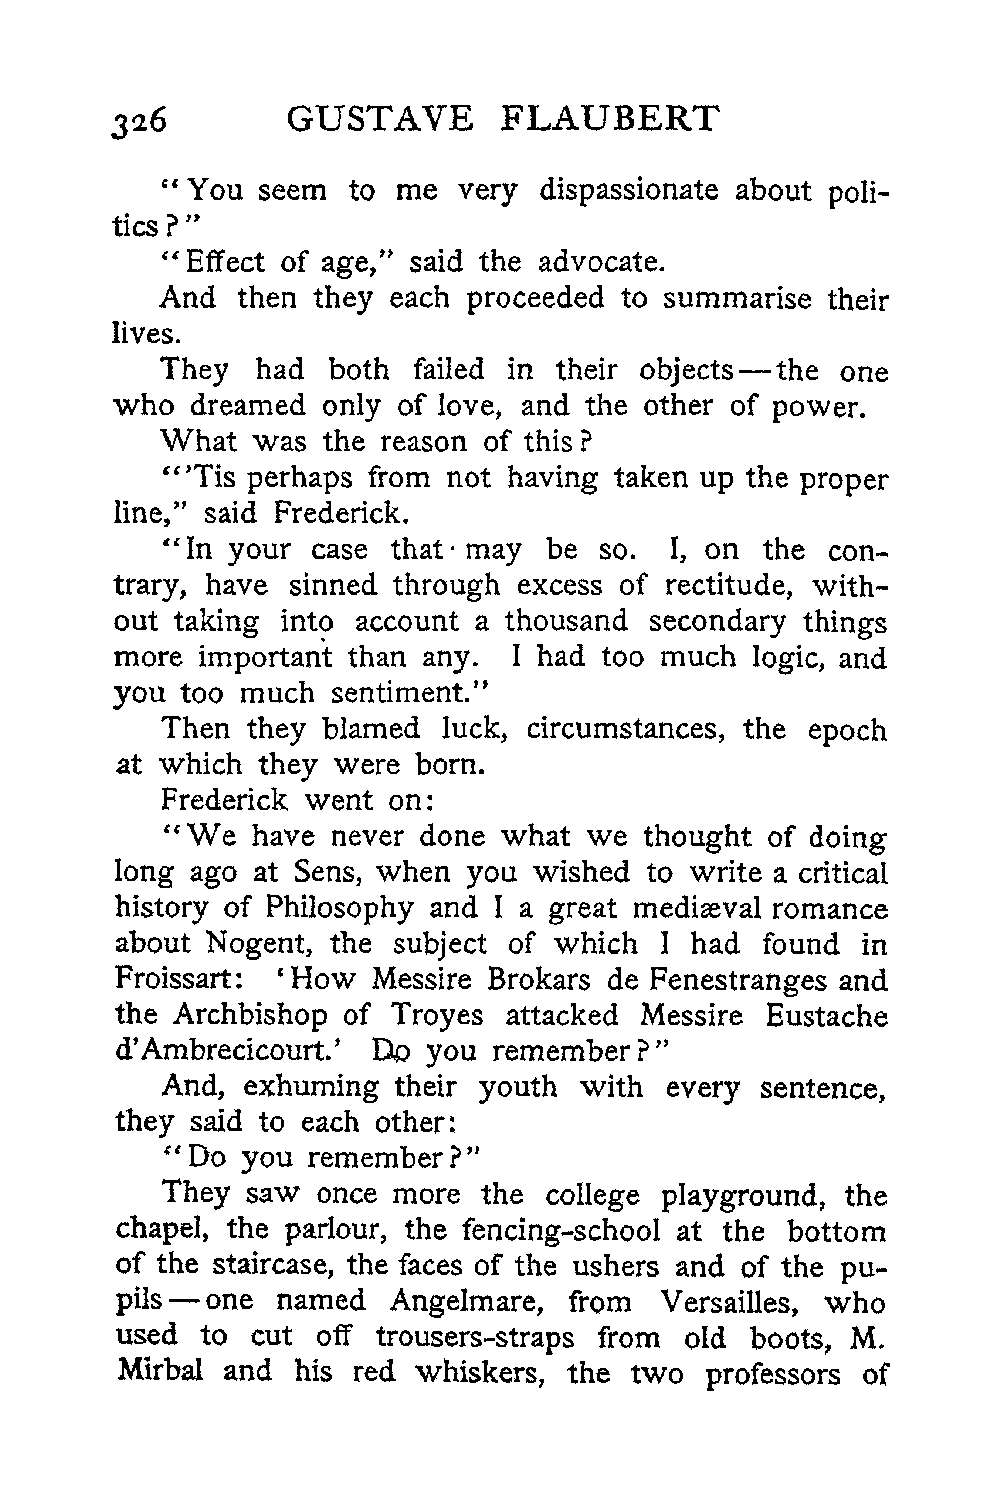 326 GUSTAVE FLAUBERT
“You seem to me very dispassionate about poli-
tics?”
“Effect of age,” said the advocate.
And then they each proceeded to summarise their
lives.
They had both failed in their objects—the one
who dreamed only of love, and the other of power.
What was the reason of this?
“’Tis perhaps from not having taken up the proper
line,” said Frederick.
“In your case that may be so. I, on the con-
trary, have sinned through excess of rectitude, with-
out taking into account a thousand secondary things
more important than any. I had too much logic, and
you too much sentiment.”
Then they blamed luck, circumstances, the epoch
at which they were born.
Frederick went on:
“We have never done what we thought of doing
long ago at Sens, when you wished to write a critical
history of Philosophy and I a great mediæval romance
about Nogent, the subject of which I had found in
Froissart: ‘How Messire Brokars de Fenestranges and
the Archbishop of Troyes attacked Messire Eustache
d’Ambrecicourt.’ Do you remember?”
And, exhuming their youth with every sentence,
they said to each other:
“Do you remember?”
They saw once more the college playground, the
chapel, the parlour, the fencing-school at the bottom
of the staircase, the faces of the ushers and of the pu-
pils—one named Angelmare, from Versailles, who
used to cut off trousers-straps from old boots, M.
Mirbal and his red whiskers, the two professors of